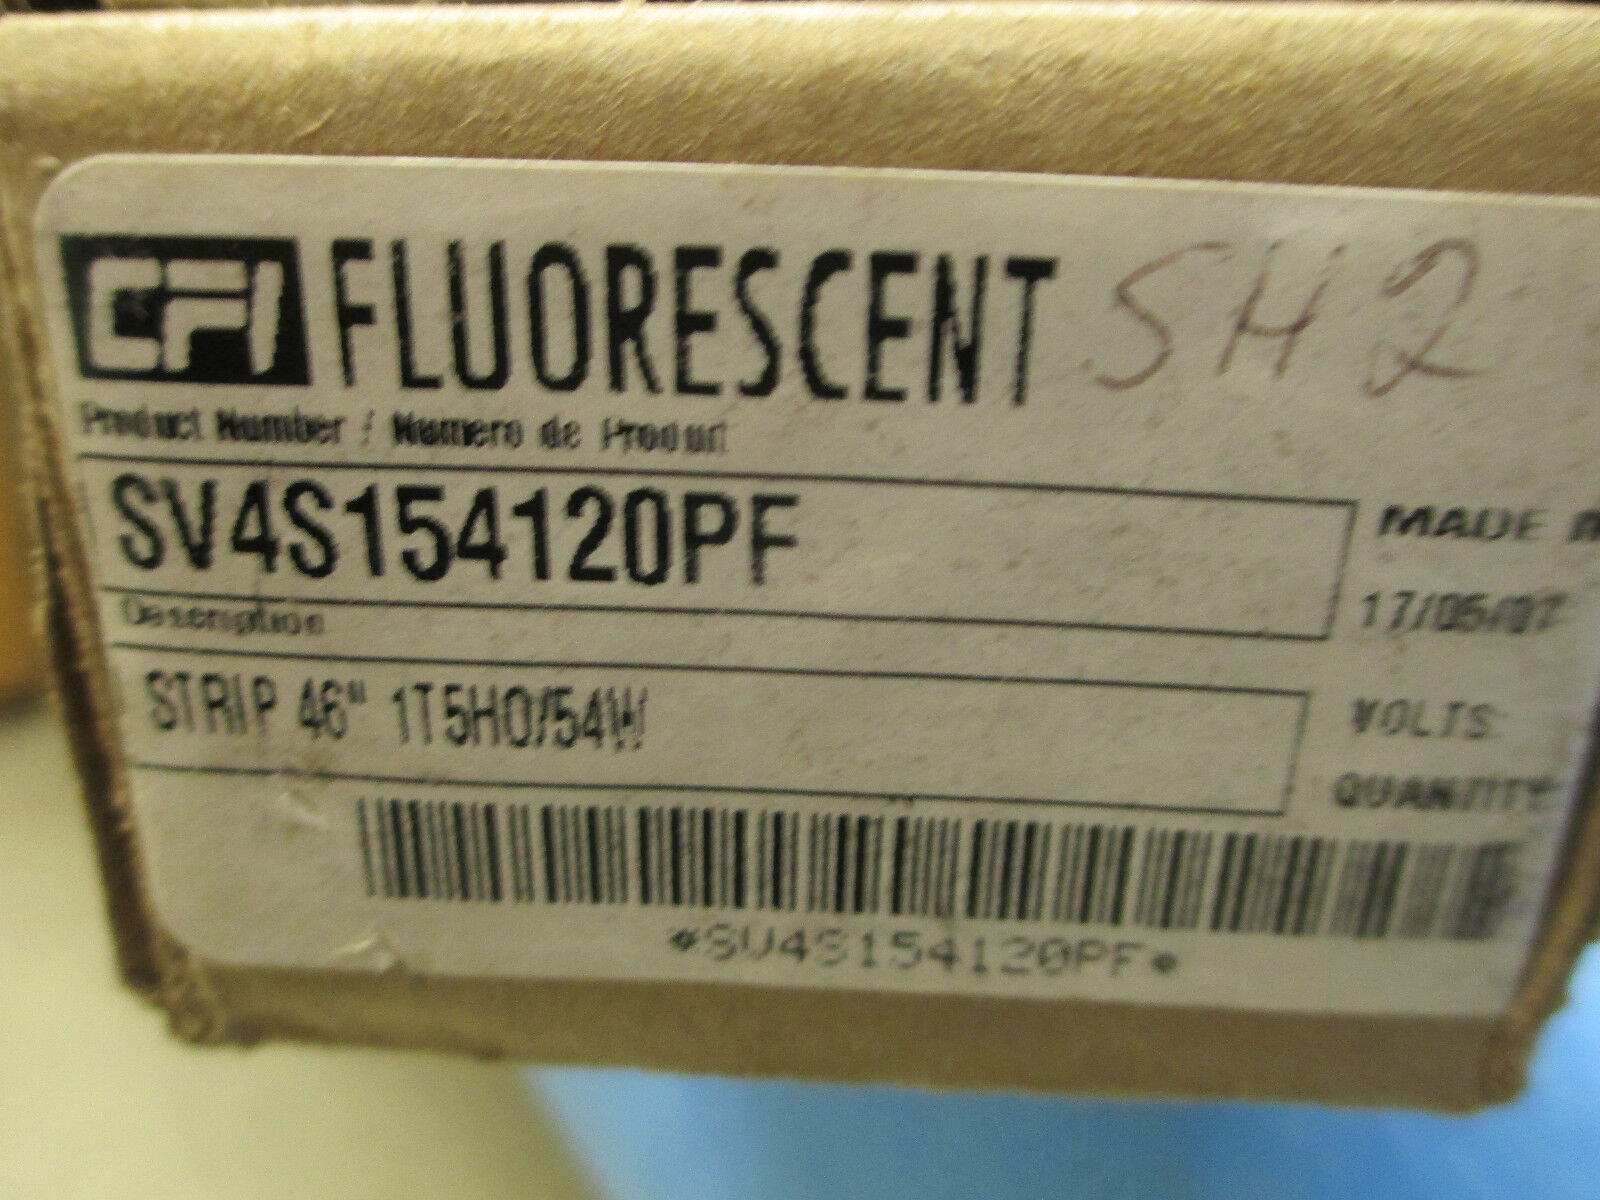 CFI FLUORESCENT SH2
Product Number / Numero de Produit
SV4S154120PF
MADE
17/05/07
Description
STRIP 46" 1T5HO/54W
VOLTS
QUANTITY
*SV4S154120PF*